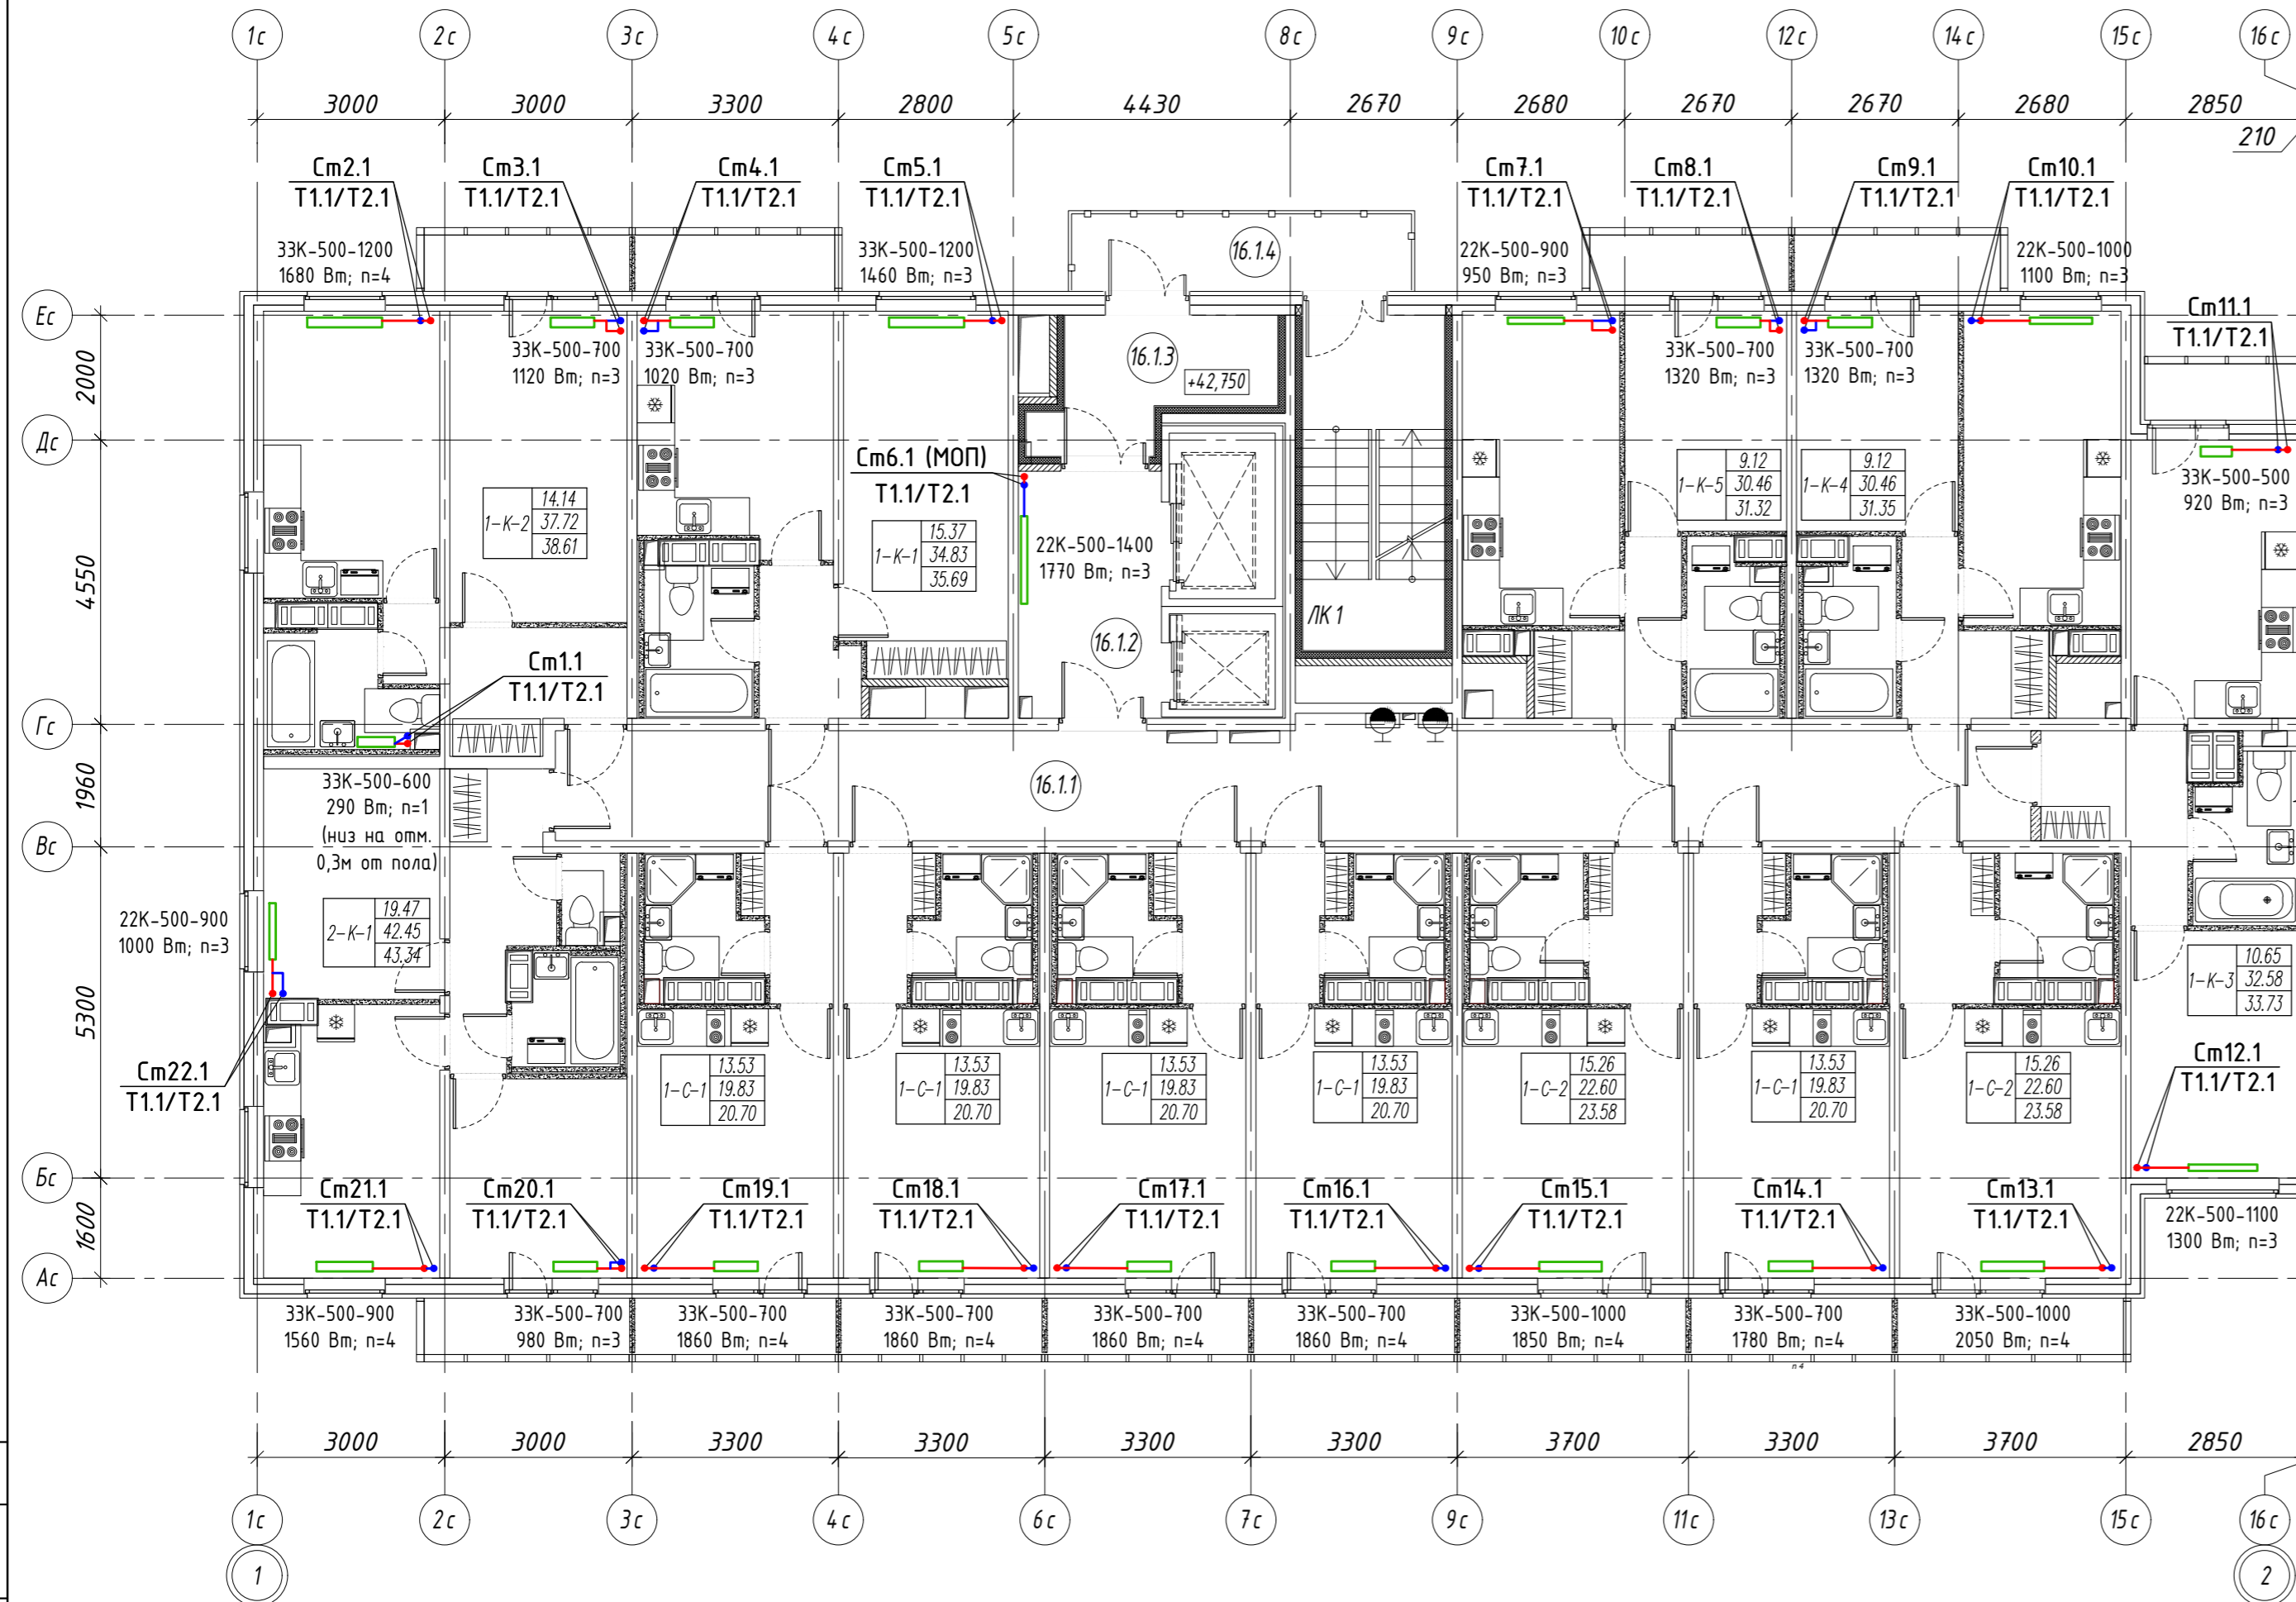 1с 2с 3с 4с 5с 8с 9с 10с 12с 14с 15с 16с
3000 3000 3300 2800 4430 2670 2680 2670 2670 2680 2850
210
Ст2.1 Ст3.1 Ст4.1 Ст5.1 Ст7.1 Ст8.1 Ст9.1 Ст10.1
Т1.1/Т2.1 Т1.1/Т2.1 Т1.1/Т2.1 Т1.1/Т2.1 Т1.1/Т2.1 Т1.1/Т2.1 Т1.1/Т2.1 Т1.1/Т2.1
33К-500-1200 33К-500-1200 16.1.4 22К-500-900 22К-500-1000
1680 Вт; n=4 1460 Вт; n=3 950 Вт; n=3 1100 Вт; n=3
Ес
Ст11.1
Т1.1/Т2.1
33К-500-700 33К-500-700 16.1.3 33К-500-700 33К-500-700
1120 Вт; n=3 1020 Вт; n=3 +42,750 1320 Вт; n=3 1320 Вт; n=3
2000
Дс
Ст6.1 (МОП)
Т1.1/Т2.1
33К-500-500
920 Вт; n=3
1-К-2 14.14
37.72
38.61
1-К-1 15.37
34.83
35.69
1-К-5 9.12
30.46
31.32
1-К-4 9.12
30.46
31.35
22К-500-1400
1770 Вт; n=3
4550
ЛК 1
16.1.2
Ст1.1
Т1.1/Т2.1
Гс
16.1.1
1960
33К-500-600
290 Вт; n=1
(низ на отм.
0,3м от пола)
Вс
22К-500-900
1000 Вт; n=3
2-К-1 19.47
42.45
43.34
1-К-3 10.65
32.58
33.73
5300
Ст22.1
Т1.1/Т2.1
1-С-1 13.53
19.83
20.70
1-С-1 13.53
19.83
20.70
1-С-1 13.53
19.83
20.70
1-С-1 13.53
19.83
20.70
1-С-2 15.26
22.60
23.58
1-С-1 13.53
19.83
20.70
1-С-2 15.26
22.60
23.58
Ст12.1
Т1.1/Т2.1
Бс
Ст21.1 Ст20.1 Ст19.1 Ст18.1 Ст17.1 Ст16.1 Ст15.1 Ст14.1 Ст13.1
Т1.1/Т2.1 Т1.1/Т2.1 Т1.1/Т2.1 Т1.1/Т2.1 Т1.1/Т2.1 Т1.1/Т2.1 Т1.1/Т2.1 Т1.1/Т2.1 Т1.1/Т2.1
22К-500-1100
1300 Вт; n=3
1600
Ас
33К-500-900 33К-500-700 33К-500-700 33К-500-700 33К-500-700 33К-500-700 33К-500-1000 33К-500-700 33К-500-1000
1560 Вт; n=4 980 Вт; n=3 1860 Вт; n=4 1860 Вт; n=4 1860 Вт; n=4 1860 Вт; n=4 1850 Вт; n=4 1780 Вт; n=4 2050 Вт; n=4
п 4
3000 3000 3300 3300 3300 3300 3700 3300 3700 2850
1с 2с 3с 4с 6с 7с 9с 11с 13с 15с 16с
1 2